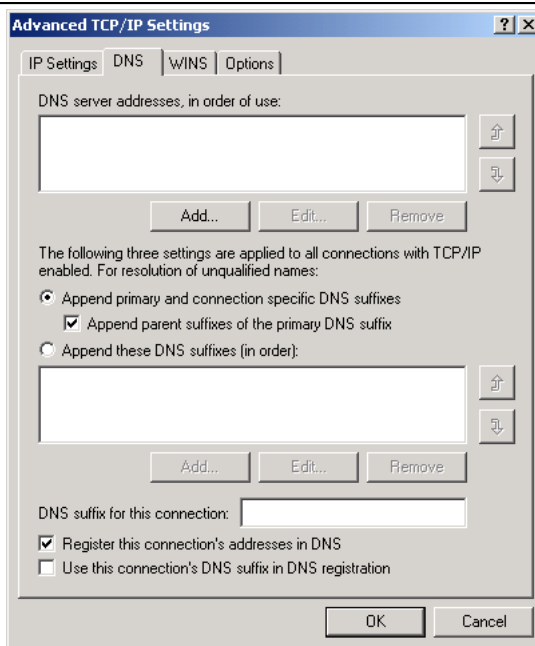 Advanced TCP/IP Settings
IP Settings DNS WINS Options
DNS server addresses, in order of use:
Add... Edit... Remove
The following three settings are applied to all connections with TCP/IP
enabled. For resolution of unqualified names:
Append primary and connection specific DNS suffixes
Append parent suffixes of the primary DNS suffix
Append these DNS suffixes (in order):
Add... Edit... Remove
DNS suffix for this connection:
Register this connection's addresses in DNS
Use this connection's DNS suffix in DNS registration
OK Cancel